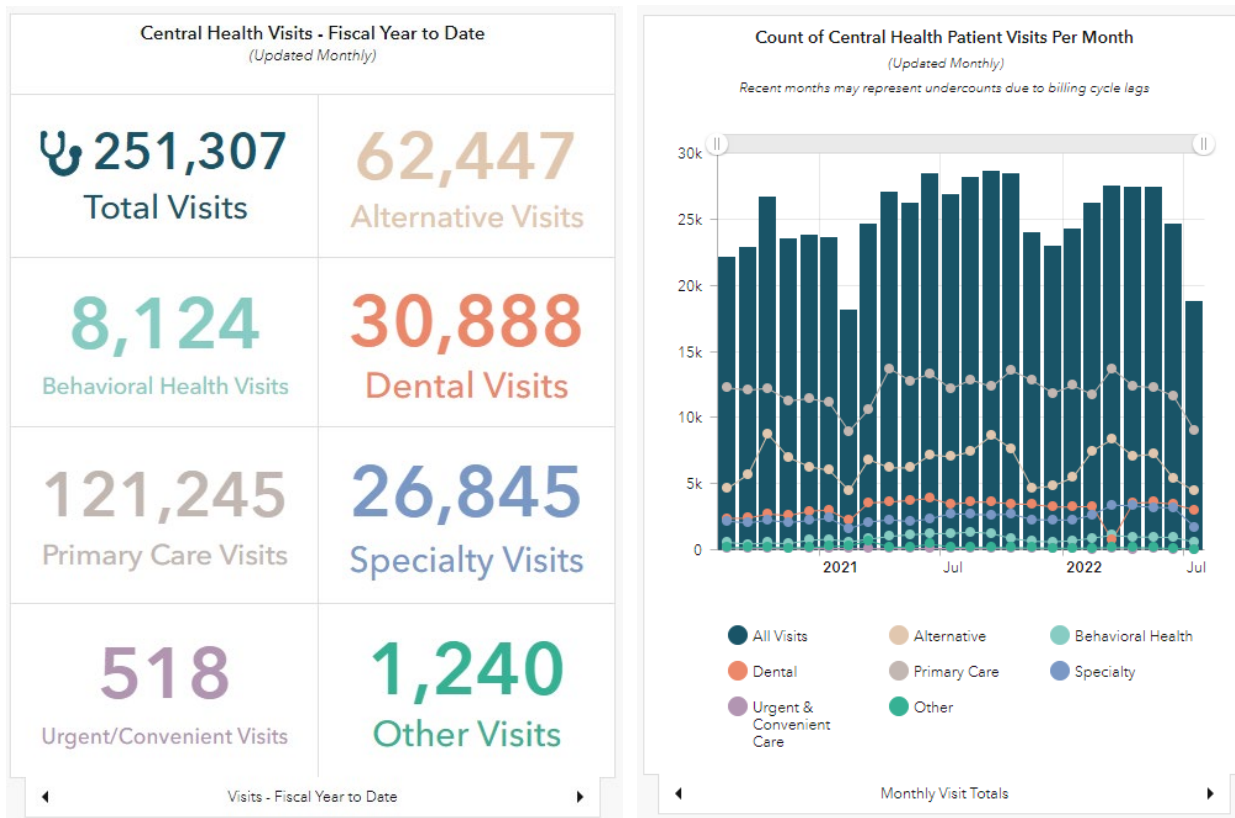 Central Health Visits - Fiscal Year to Date
(Updated Monthly)
251,307
Total Visits
62,447
Alternative Visits
8,124
Behavioral Health Visits
30,888
Dental Visits
121,245
Primary Care Visits
26,845
Specialty Visits
518
Urgent/Convenient Visits
1,240
Other Visits
Visits - Fiscal Year to Date
Count of Central Health Patient Visits Per Month
(Updated Monthly)
Recent months may represent undercounts due to billing cycle lags
30k
25k
20k
15k
10k
5k
0
2021
Jul
2022
Jul
All Visits
Alternative
Behavioral Health
Dental
Primary Care
Specialty
Urgent &
Convenient
Care
Other
Monthly Visit Totals